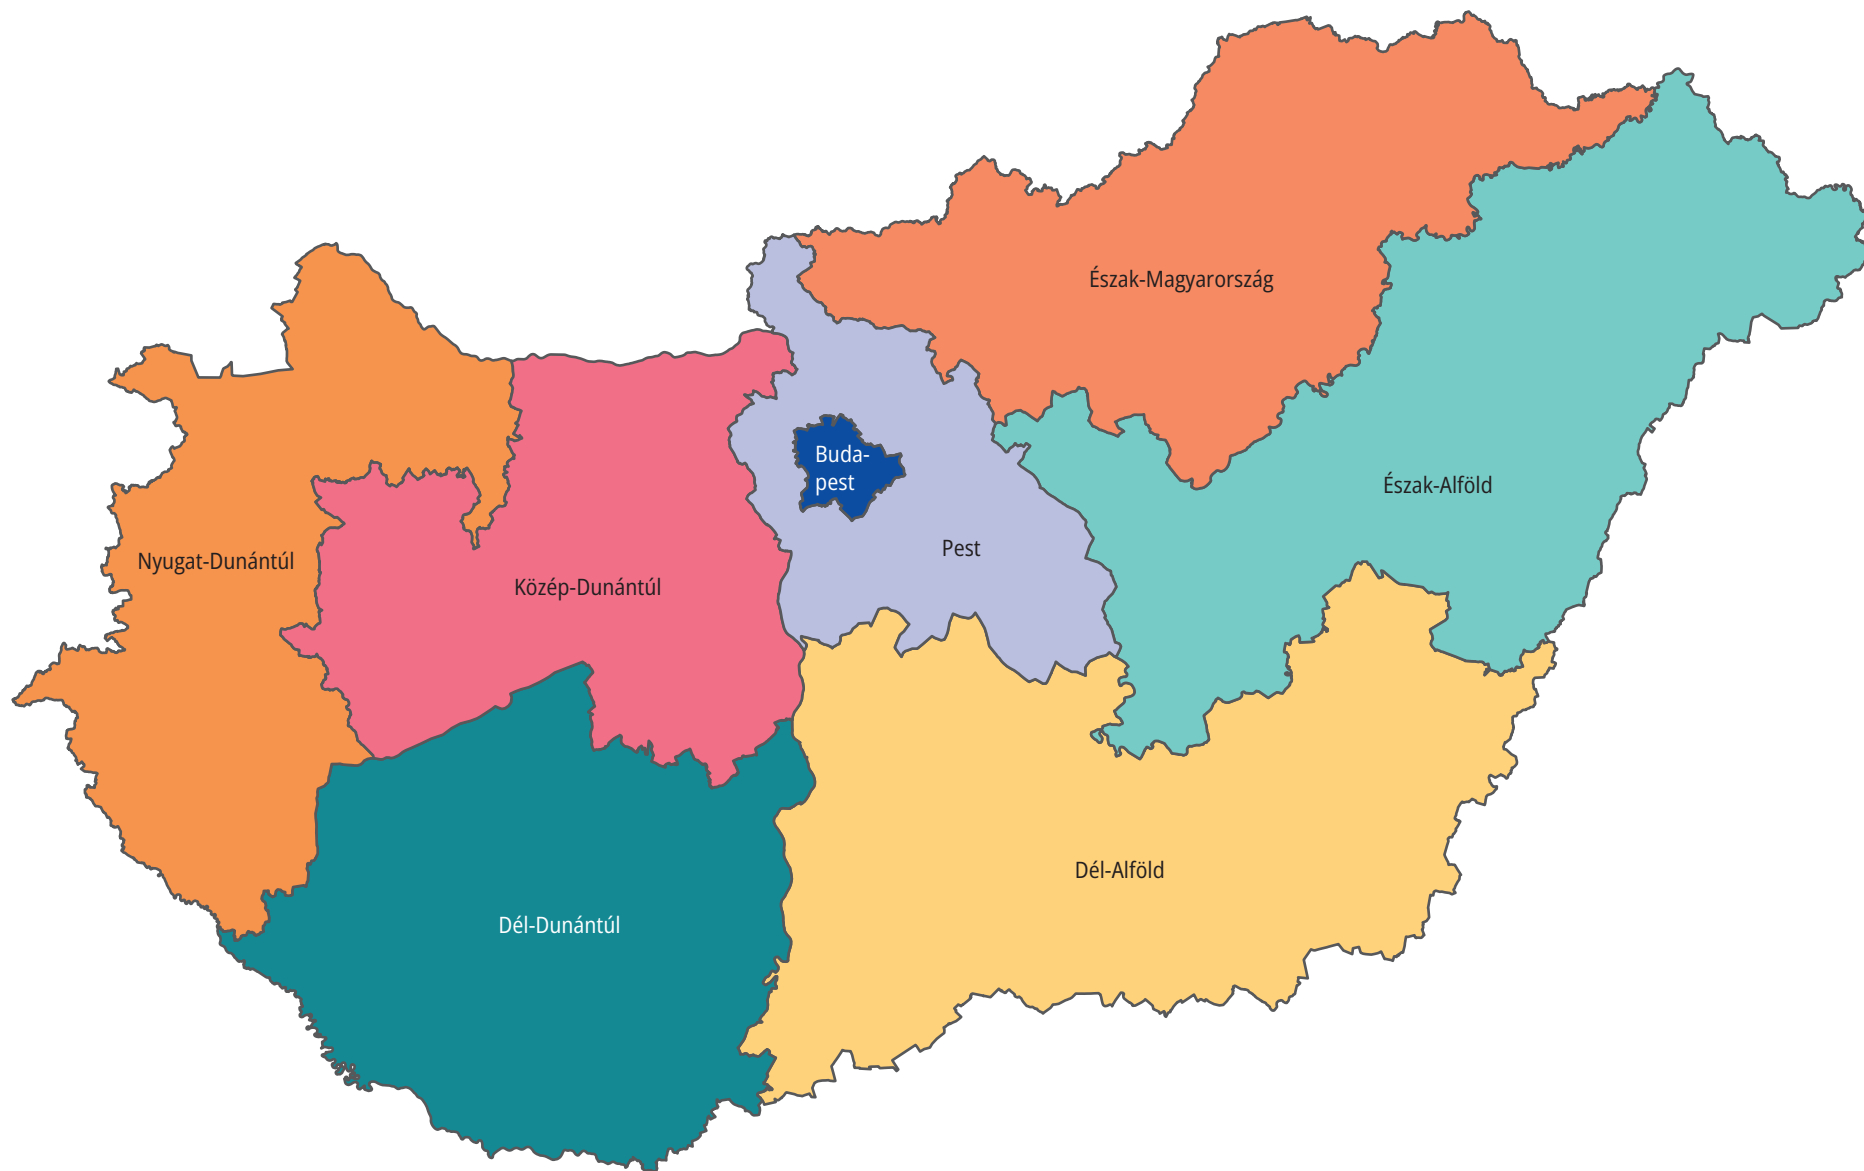 Észak-Magyarország
Buda-
pest
Észak-Alföld
Pest
Nyugat-Dunántúl
Közép-Dunántúl
Dél-Alföld
Dél-Dunántúl